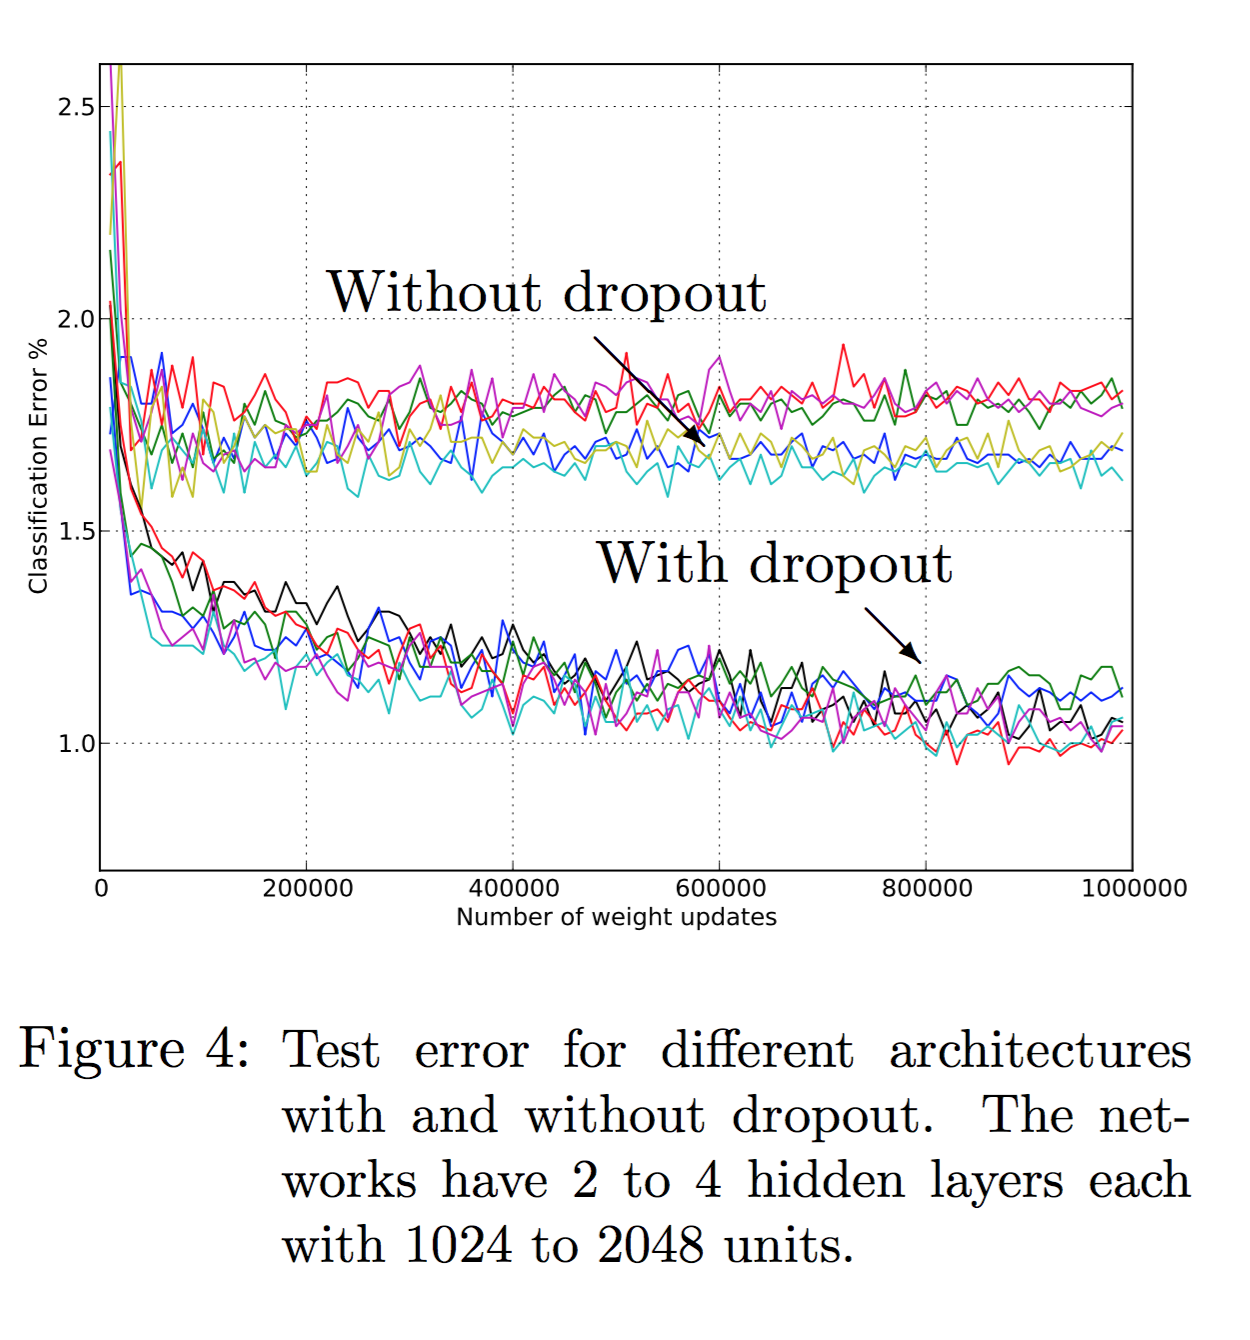 2.5
2.0
1.5
1.0
Classification Error %
Without dropout
With dropout
0 200000 400000 600000 800000 1000000
Number of weight updates
Figure 4: Test error for different architectures
with and without dropout. The net-
works have 2 to 4 hidden layers each
with 1024 to 2048 units.